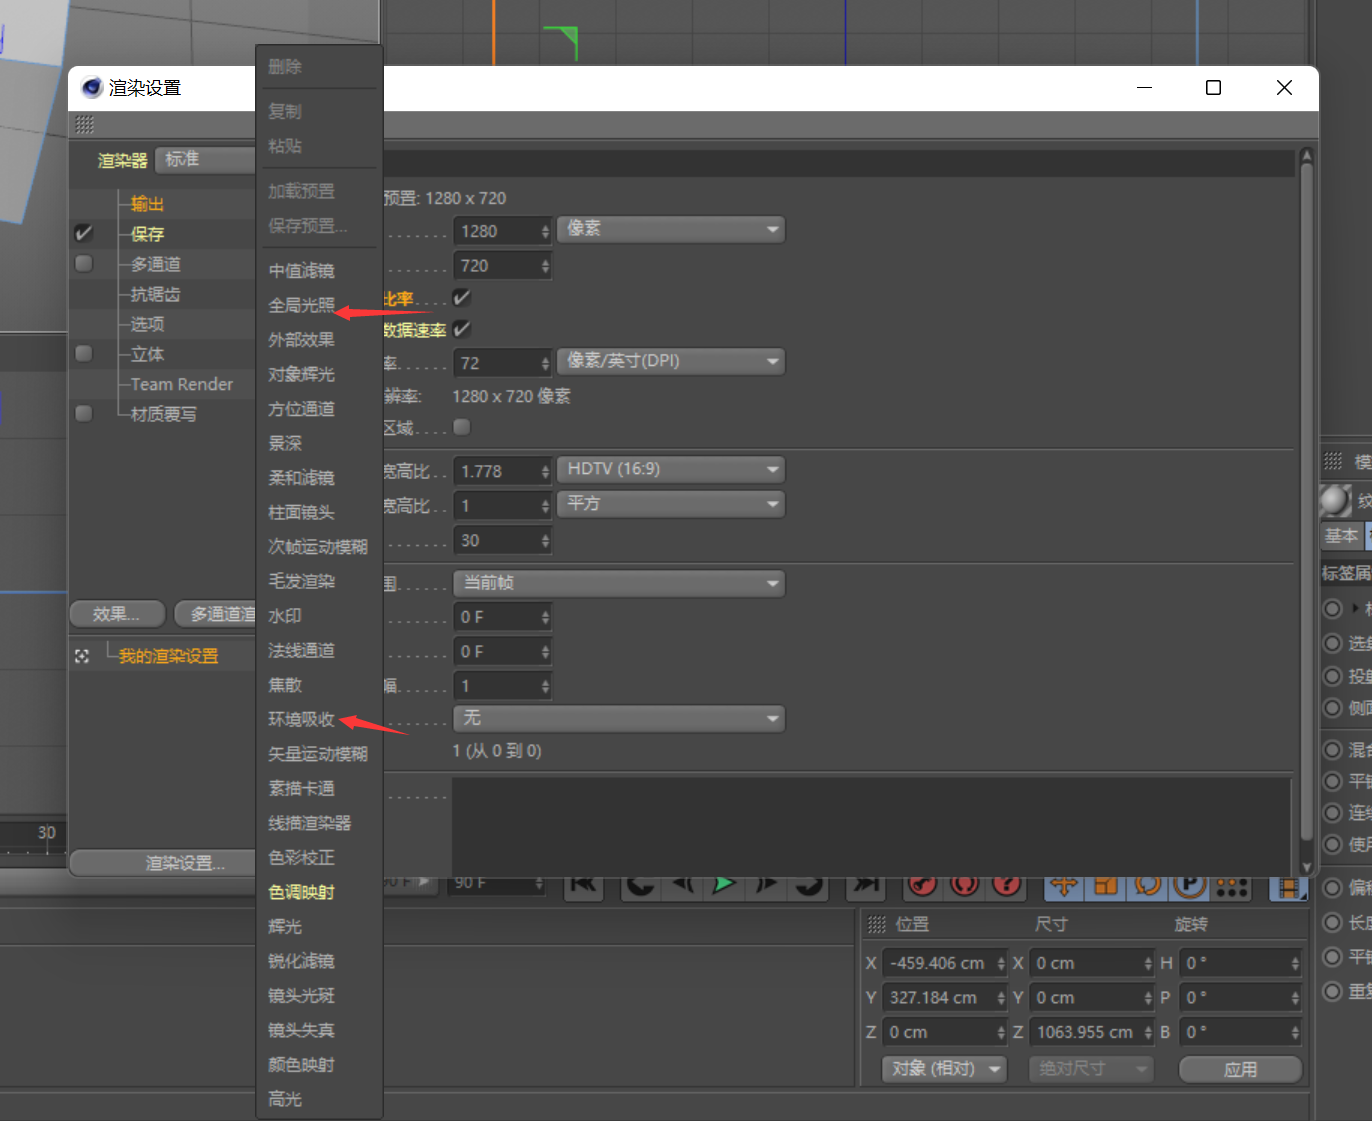 渲染设置
渲染器
标准
输出
保存
多通道
抗锯齿
选项
立体
Team Render
材质覆写
效果...
多通道渲
我的渲染设置
渲染设置...
删除
复制
粘贴
加载预置
保存预置...
中值滤镜
全局光照
外部效果
对象辉光
方位通道
景深
柔和滤镜
柱面镜头
次帧运动模糊
毛发渲染
水印
法线通道
焦散
环境吸收
矢量运动模糊
素描卡通
线描渲染器
色彩校正
色调映射
辉光
锐化滤镜
镜头光斑
镜头失真
颜色映射
高光
预置: 1280 x 720
1280 像素
720
比率
数据速率
率 72 像素/英寸(DPI)
辨率: 1280 x 720 像素
区域
宽高比 1.778 HDTV (16:9)
宽高比 1 平方
30
围 当前帧
0 F
0 F
幅 1
无
1 (从 0 到 0)
30
90 F
位置 尺寸 旋转
X -459.406 cm X 0 cm H 0 °
Y 327.184 cm Y 0 cm P 0 °
Z 0 cm Z 1063.955 cm B 0 °
对象 (相对) 绝对尺寸 应用
模
纹
基本
标签属
选集
投射
侧面
混合
平铺
连续
使用
偏移
长度
平铺
重复